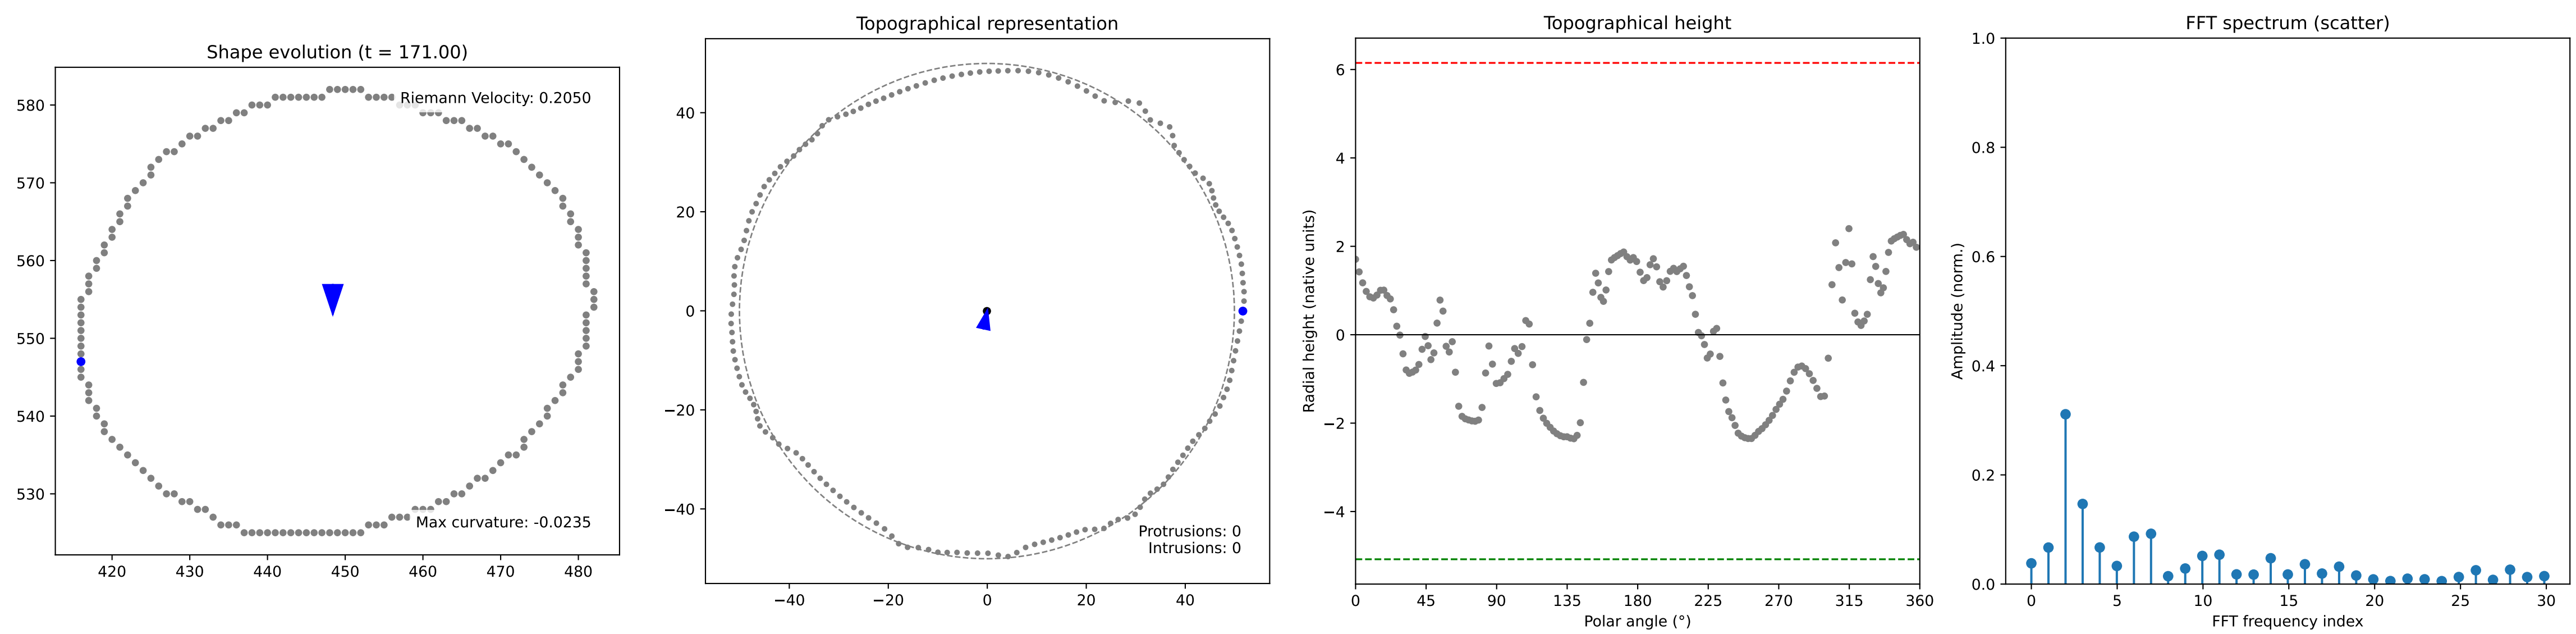 Shape evolution (t = 171.00)
Riemann Velocity: 0.2050
Max curvature: -0.0235
580
570
560
550
540
530
420 430 440 450 460 470 480
Topographical representation
40
20
0
−20
−40
−40 −20 0 20 40
Protrusions: 0
Intrusions: 0
Topographical height
Radial height (native units)
6
4
2
0
−2
−4
0 45 90 135 180 225 270 315 360
Polar angle (°)
FFT spectrum (scatter)
Amplitude (norm.)
1.0
0.8
0.6
0.4
0.2
0.0
0 5 10 15 20 25 30
FFT frequency index